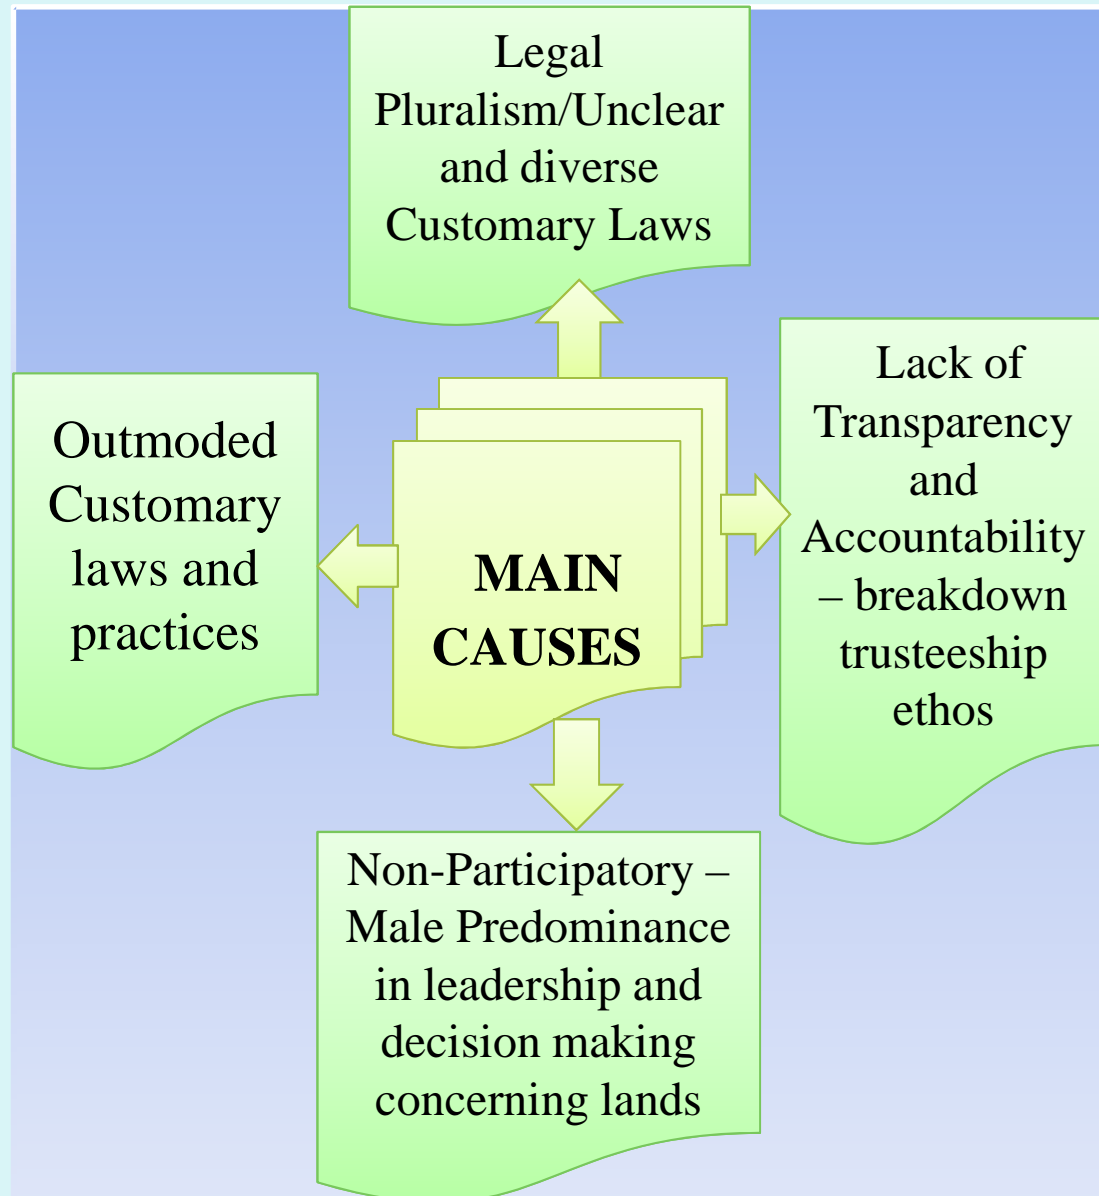 Legal
Pluralism/Unclear
and diverse
Customary Laws
Outmoded
Customary
laws and
practices
MAIN
CAUSES
Lack of
Transparency
and
Accountability
– breakdown
trusteeship
ethos
Non-Participatory –
Male Predominance
in leadership and
decision making
concerning lands